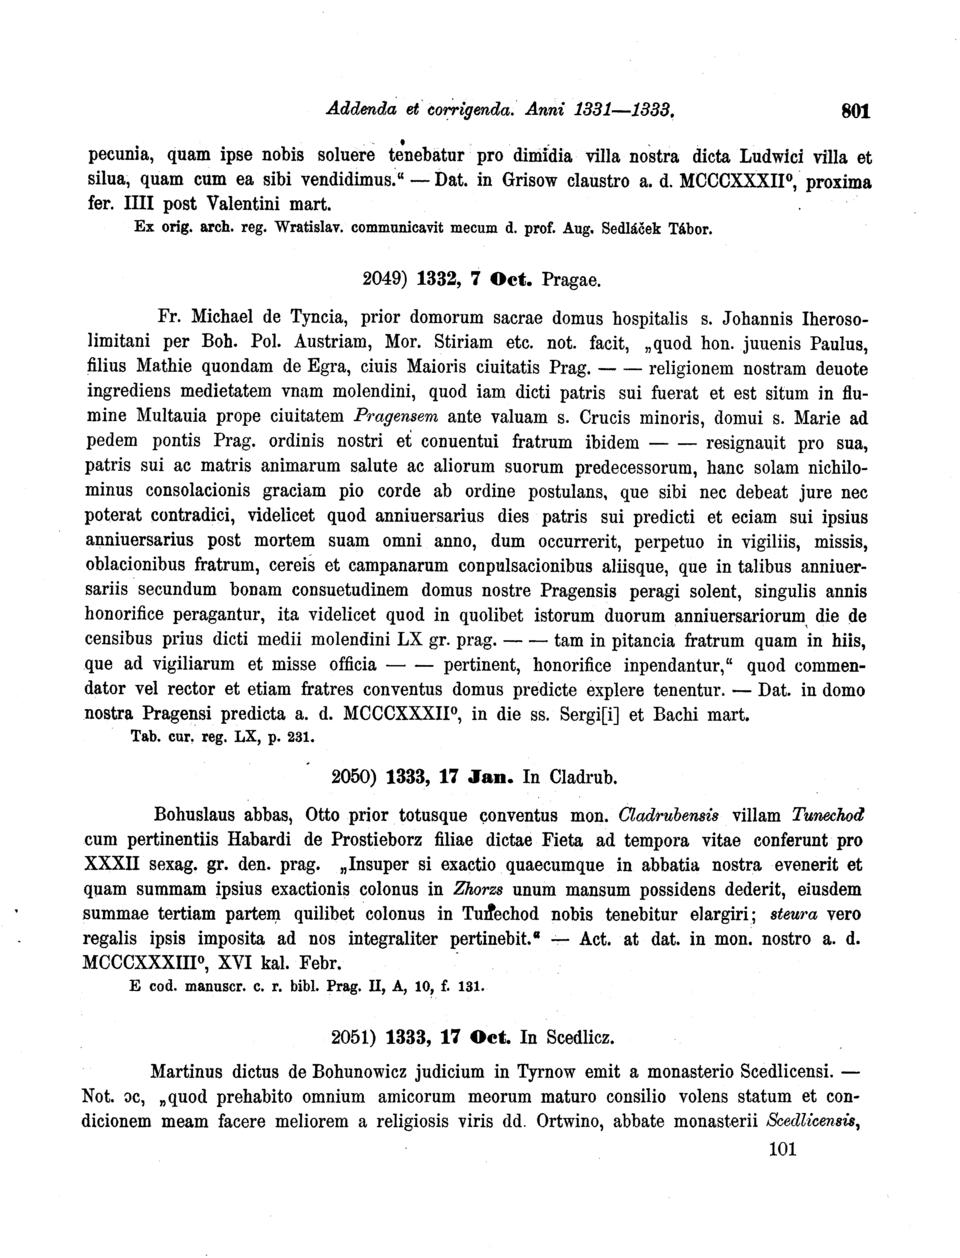 Addenda et corrigenda. Anni 1331—1333. 801
pecunia, quam ipse nobis soluere tenebatur pro dimidia villa nostra dicta Ludwici villa et
silua, quam cum ea sibi vendidimus.“ — Dat. in Grisow claustro a. d. MCCCXXXII⁰, proxima
fer. IIII post Valentini mart.
Ex orig. arch. reg. Wratislav. communicavit mecum d. prof. Aug. Sedláček Tábor.
2049) 1332, 7 Oct. Pragae.
Fr. Michael de Tyncia, prior domorum sacrae domus hospitalis s. Johannis Iheroso-
limitani per Boh. Pol. Austriam, Mor. Stiriam etc. not. facit, „quod hon. juuenis Paulus,
filius Mathie quondam de Egra, ciuis Maioris ciuitatis Prag. — — religionem nostram deuote
ingrediens medietatem vnam molendini, quod iam dicti patris sui fuerat et est situm in flu-
mine Multauia prope ciuitatem Pragensem ante valuam s. Crucis minoris, domui s. Marie ad
pedem pontis Prag. ordinis nostri et conuentui fratrum ibidem — — resignauit pro sua,
patris sui ac matris animarum salute ac aliorum suorum predecessorum, hanc solam nichilo-
minus consolacionis graciam pio corde ab ordine postulans, que sibi nec debeat jure nec
poterat contradici, videlicet quod anniuersarius dies patris sui predicti et eciam sui ipsius
anniuersarius post mortem suam omni anno, dum occurrerit, perpetuo in vigiliis, missis,
oblacionibus fratrum, cereis et campanarum conpulsacionibus aliisque, que in talibus anniuer-
sariis secundum bonam consuetudinem domus nostre Pragensis peragi solent, singulis annis
honorifice peragantur, ita videlicet quod in quolibet istorum duorum anniuersariorum die de
censibus prius dicti medii molendini LX gr. prag. — — tam in pitancia fratrum quam in hiis,
que ad vigiliarum et misse officia — — pertinent, honorifice inpendantur,“ quod commen-
dator vel rector et etiam fratres conventus domus predicte explere tenentur. — Dat. in domo
nostra Pragensi predicta a. d. MCCCXXXII⁰, in die ss. Sergi[i] et Bachi mart.
Tab. cur. reg. LX, p. 231.
2050) 1333, 17 Jan. In Cladrub.
Bohuslaus abbas, Otto prior totusque conventus mon. Cladrubensis villam Tunechod
cum pertinentiis Habardi de Prostieborz filiae dictae Fieta ad tempora vitae conferunt pro
XXXII sexag. gr. den. prag. „Insuper si exactio quaecumque in abbatia nostra evenerit et
quam summam ipsius exactionis colonus in Zhorzs unum mansum possidens dederit, eiusdem
summae tertiam partem quilibet colonus in Tunechod nobis tenebitur elargiri; steura vero
regalis ipsis imposita ad nos integraliter pertinebit.“ — Act. at dat. in mon. nostro a. d.
MCCCXXXIII⁰, XVI kal. Febr.
E cod. manuscr. c. r. bibl. Prag. II, A, 10, f. 131.
2051) 1333, 17 Oct. In Scedlicz.
Martinus dictus de Bohunowicz judicium in Tyrnow emit a monasterio Scedlicensi. —
Not. ɔc, „quod prehabito omnium amicorum meorum maturo consilio volens statum et con-
dicionem meam facere meliorem a religiosis viris dd. Ortwino, abbate monasterii Scedlicensis,
101